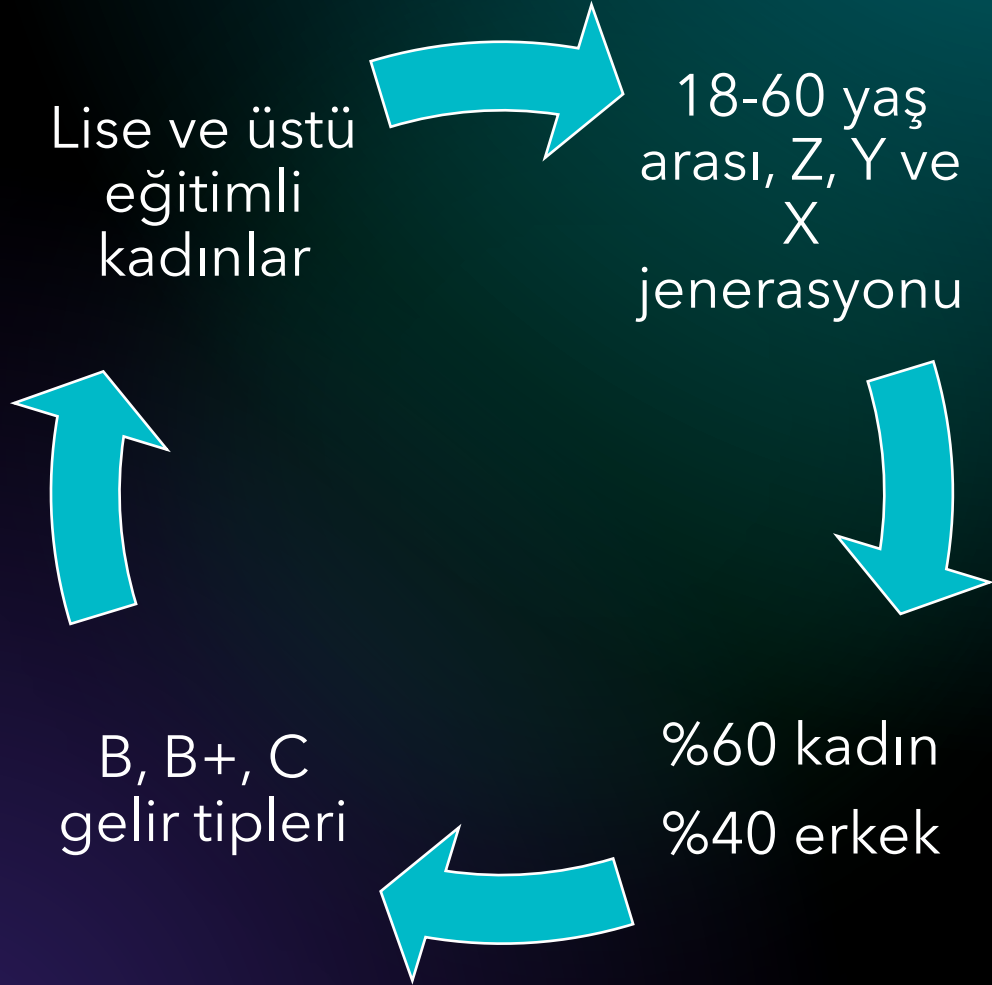 Lise ve üstü
eğitimli
kadınlar
18-60 yaş
arası, Z, Y ve
X
jenerasyonu
%60 kadın
%40 erkek
B, B+, C
gelir tipleri